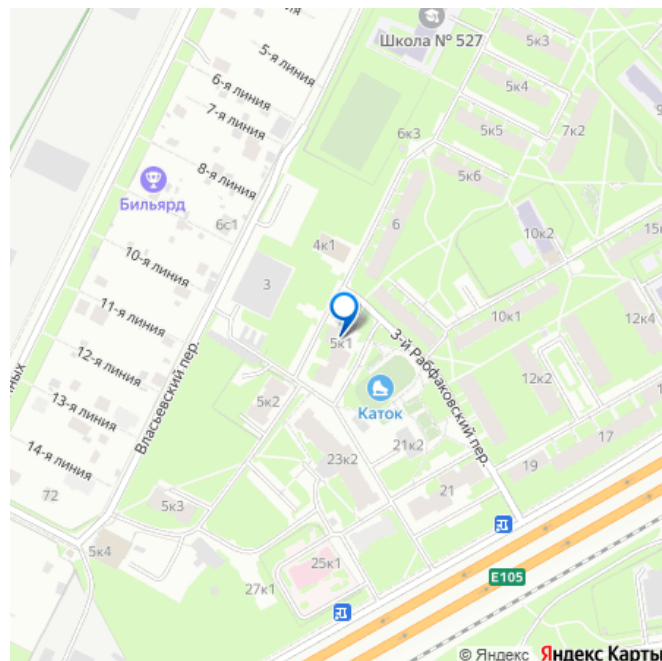 Школа № 527
5к3
5-я линия
5к4
6-я линия
7-я линия
6к3
5к5
7к2
8-я линия
5к6
Бильярд
6с1
6
10к2
4к1
10-я линия
3
11-я линия
10к1
12к4
5к1
3-й Рабфаковский пер.
12-я линия
12к2
Власьевский пер.
13-я линия
5к2
Каток
14-я линия
21к2
17
23к2
19
72
21
5к3
5к4
E105
25к1
27к1
© Яндекс Яндекс Карты